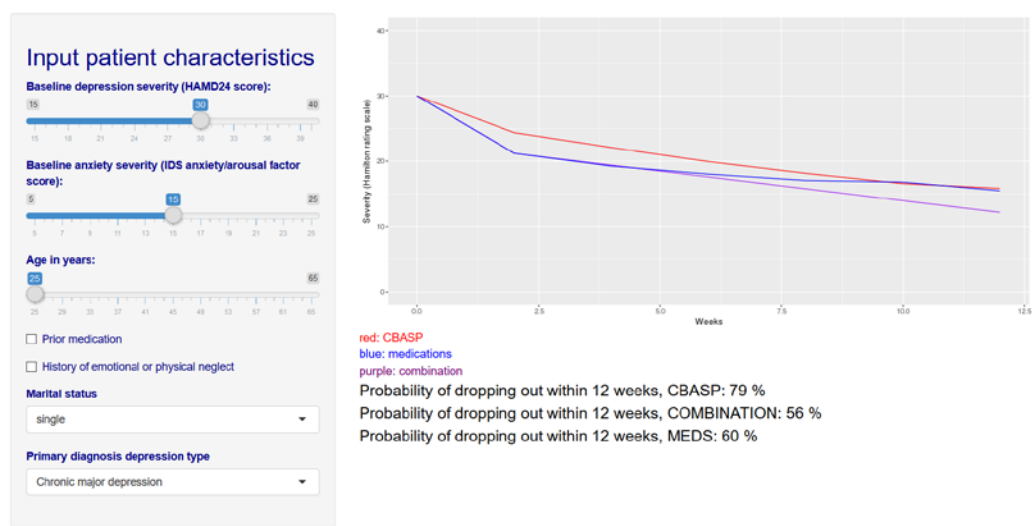 Input patient characteristics
Baseline depression severity (HAMD24 score):
15 30 40
15 18 21 24 27 30 33 36 39
Baseline anxiety severity (IDS anxiety/arousal factor
score):
5 15 25
5 7 9 11 13 15 17 19 21 23 25
Age in years:
25 65
25 29 33 37 41 45 49 53 57 61 65
Prior medication
History of emotional or physical neglect
Marital status
single
Primary diagnosis depression type
Chronic major depression
Severity (Hamilton rating scale)
40
30
20
10
0
0.0 2.5 5.0 7.5 10.0 12.5
Weeks
red: CBASP
blue: medications
purple: combination
Probability of dropping out within 12 weeks, CBASP: 79 %
Probability of dropping out within 12 weeks, COMBINATION: 56 %
Probability of dropping out within 12 weeks, MEDS: 60 %